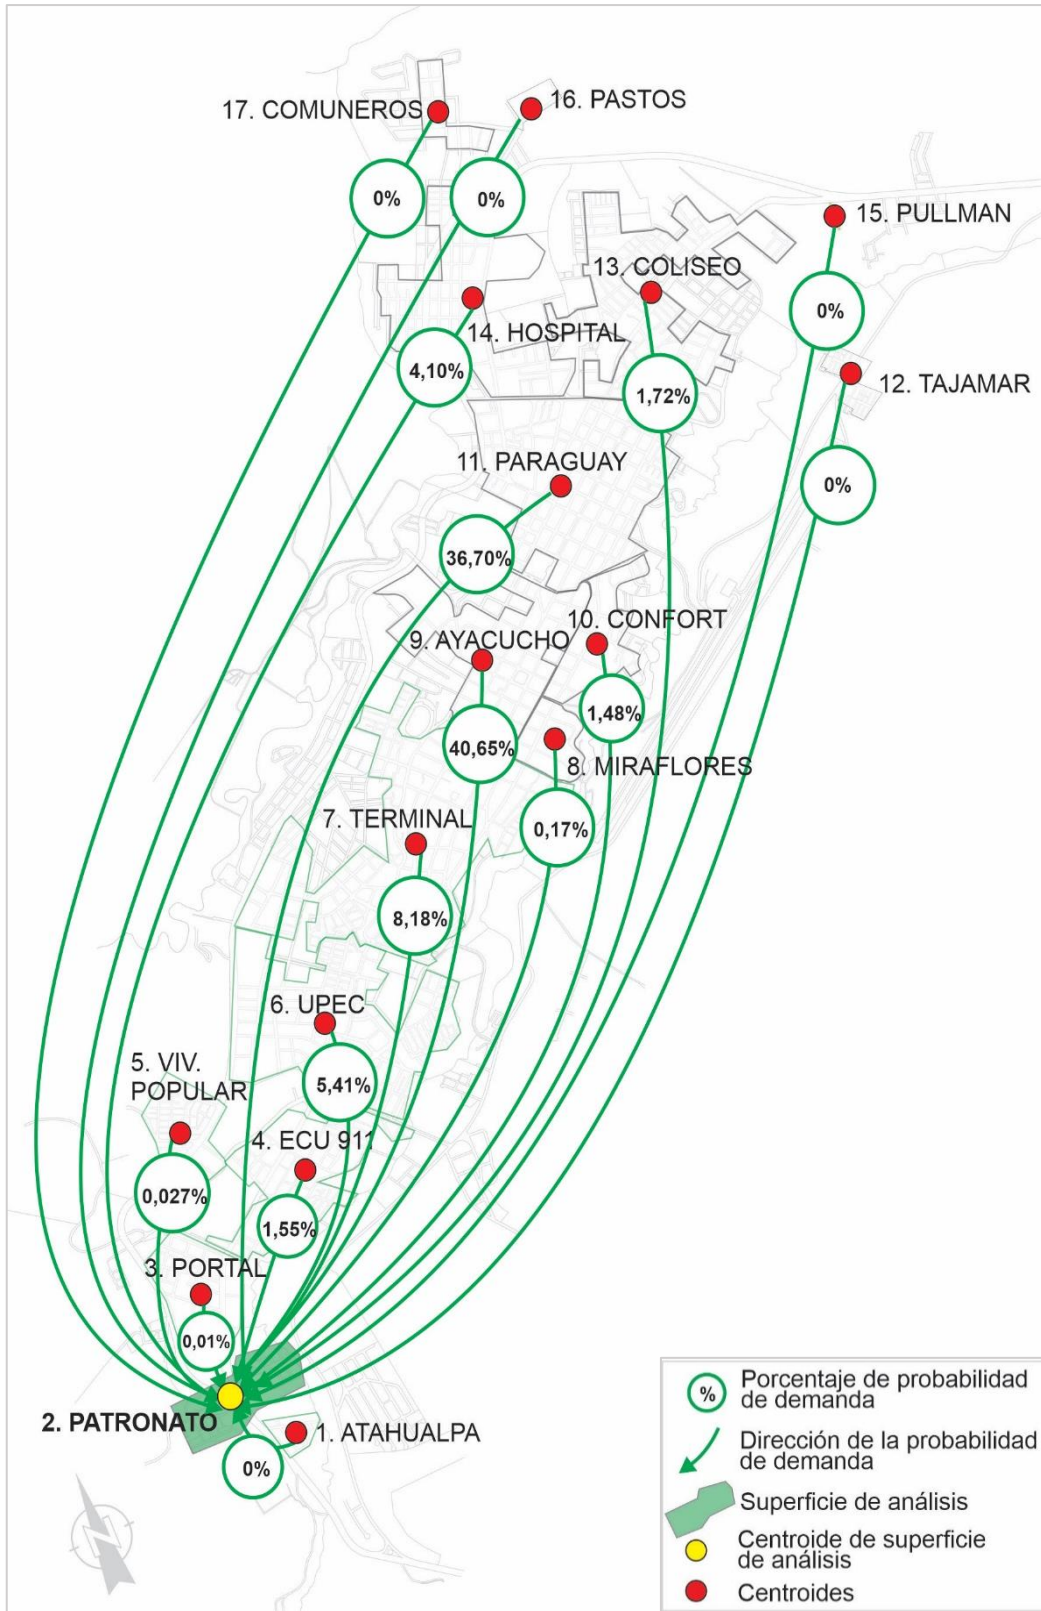 17. COMUNEROS
16. PASTOS
0%
0%
15. PULLMAN
13. COLISEO
0%
14. HOSPITAL
4,10%
1,72%
12. TAJAMAR
11. PARAGUAY
0%
36,70%
10. CONFORT
9. AYACUCHO
1,48%
40,65%
8. MIRAFLORES
7. TERMINAL
0,17%
8,18%
6. UPEC
5. VIV.
POPULAR
5,41%
4. ECU 911
0,027%
1,55%
3. PORTAL
0,01%
2. PATRONATO
1. ATAHUALPA
0%
% Porcentaje de probabilidad
de demanda
Dirección de la probabilidad
de demanda
Superficie de análisis
Centroide de superficie
de análisis
Centroides